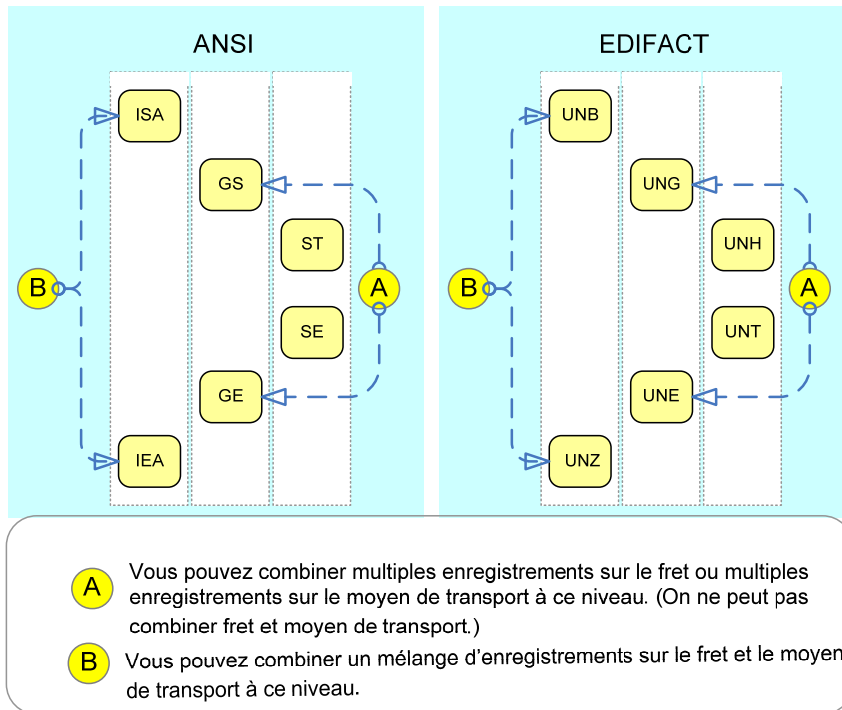 ANSI
ISA
GS
ST
B
A
SE
GE
IEA
EDIFACT
UNB
UNG
UNH
B
A
UNT
UNE
UNZ
A
Vous pouvez combiner multiples enregistrements sur le fret ou multiples
enregistrements sur le moyen de transport à ce niveau. (On ne peut pas
combiner fret et moyen de transport.)
B
Vous pouvez combiner un mélange d'enregistrements sur le fret et le moyen
de transport à ce niveau.